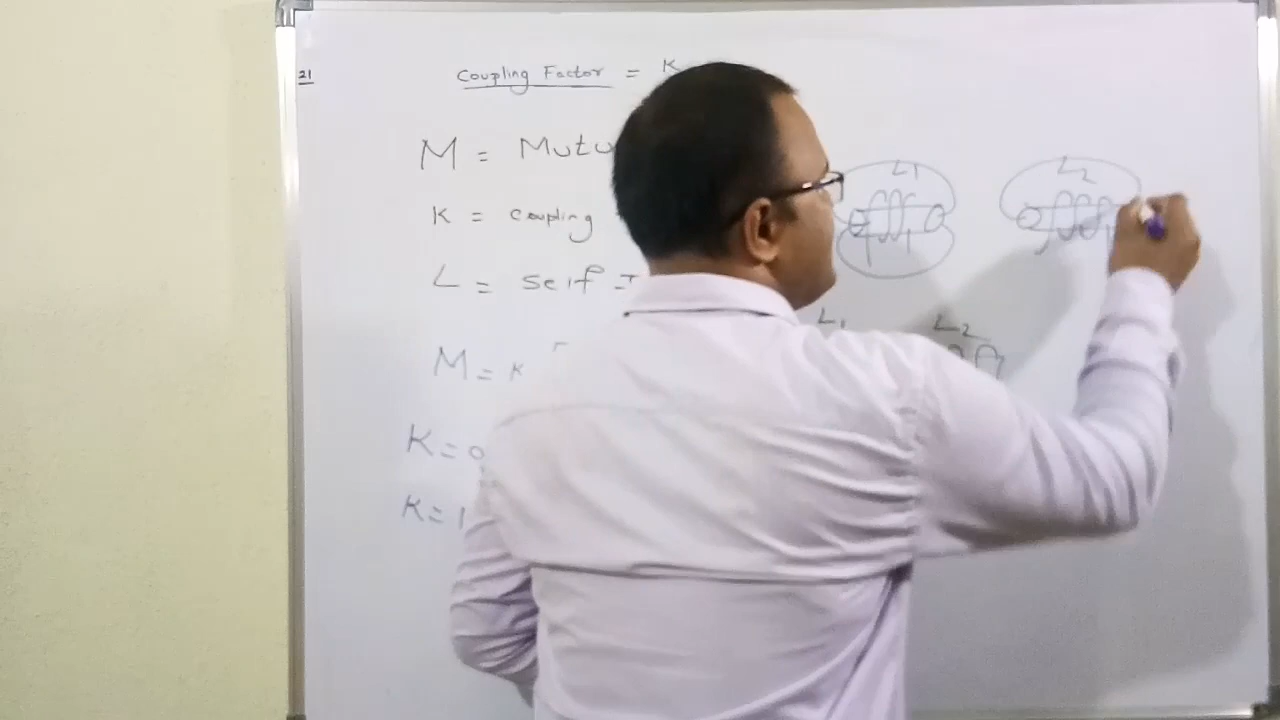 21
Coupling Factor = K
M = Mutu
K = Coupling
L = self -I
M = K
K = 0
K = 1
L1
L2
L1
L2